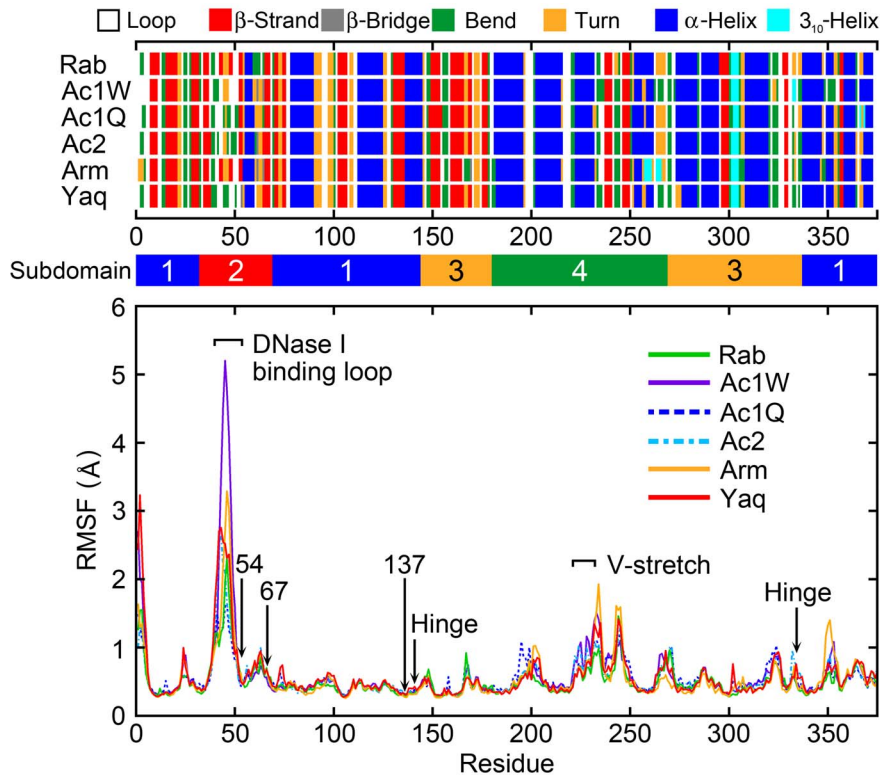 Loop β-Strand β-Bridge Bend Turn α-Helix 3₁₀-Helix
Rab
Ac1W
Ac1Q
Ac2
Arm
Yaq
0 50 100 150 200 250 300 350
Subdomain 1 2 1 3 4 3 1
6
5
4
3
2
1
0
RMSF (Å)
DNase I
binding loop
Rab
Ac1W
Ac1Q
Ac2
Arm
Yaq
54
67
137
Hinge
V-stretch
Hinge
0 50 100 150 200 250 300 350
Residue